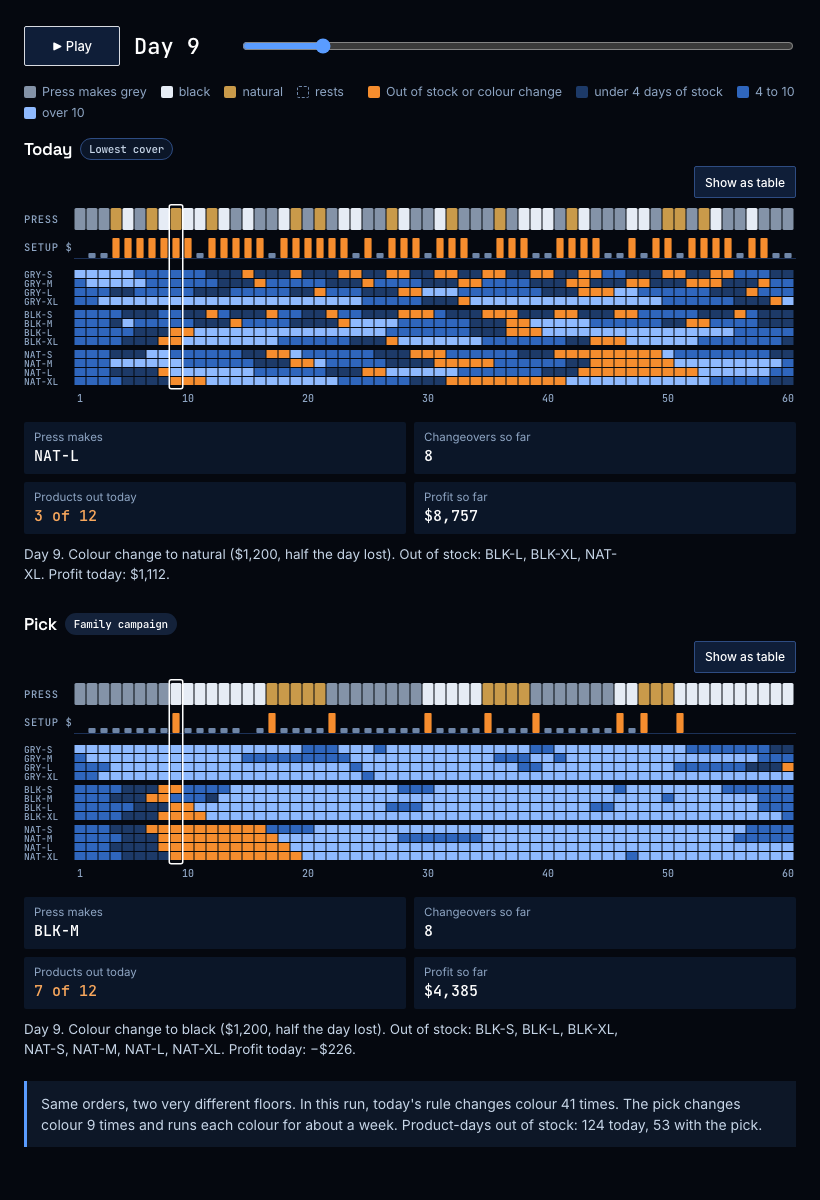 Play Day 9
Press makes grey black natural rests Out of stock or colour change under 4 days of stock 4 to 10
over 10
Today Lowest cover
Show as table
PRESS
SETUP $
GRY-S
GRY-M
GRY-L
GRY-XL
BLK-S
BLK-M
BLK-L
BLK-XL
NAT-S
NAT-M
NAT-L
NAT-XL
1 10 20 30 40 50 60
Press makes Changeovers so far
NAT-L 8
Products out today Profit so far
3 of 12 $8,757
Day 9. Colour change to natural ($1,200, half the day lost). Out of stock: BLK-L, BLK-XL, NAT-
XL. Profit today: $1,112.
Pick Family campaign
Show as table
PRESS
SETUP $
GRY-S
GRY-M
GRY-L
GRY-XL
BLK-S
BLK-M
BLK-L
BLK-XL
NAT-S
NAT-M
NAT-L
NAT-XL
1 10 20 30 40 50 60
Press makes Changeovers so far
BLK-M 8
Products out today Profit so far
7 of 12 $4,385
Day 9. Colour change to black ($1,200, half the day lost). Out of stock: BLK-S, BLK-L, BLK-XL,
NAT-S, NAT-M, NAT-L, NAT-XL. Profit today: −$226.
Same orders, two very different floors. In this run, today's rule changes colour 41 times. The pick changes
colour 9 times and runs each colour for about a week. Product-days out of stock: 124 today, 53 with the pick.